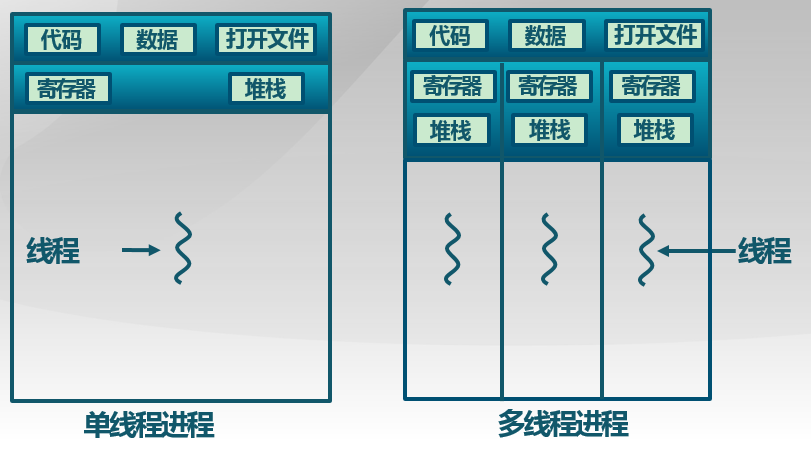 代码 数据 打开文件
寄存器 堆栈
线程
单线程进程
代码 数据 打开文件
寄存器 寄存器 寄存器
堆栈 堆栈 堆栈
线程
多线程进程